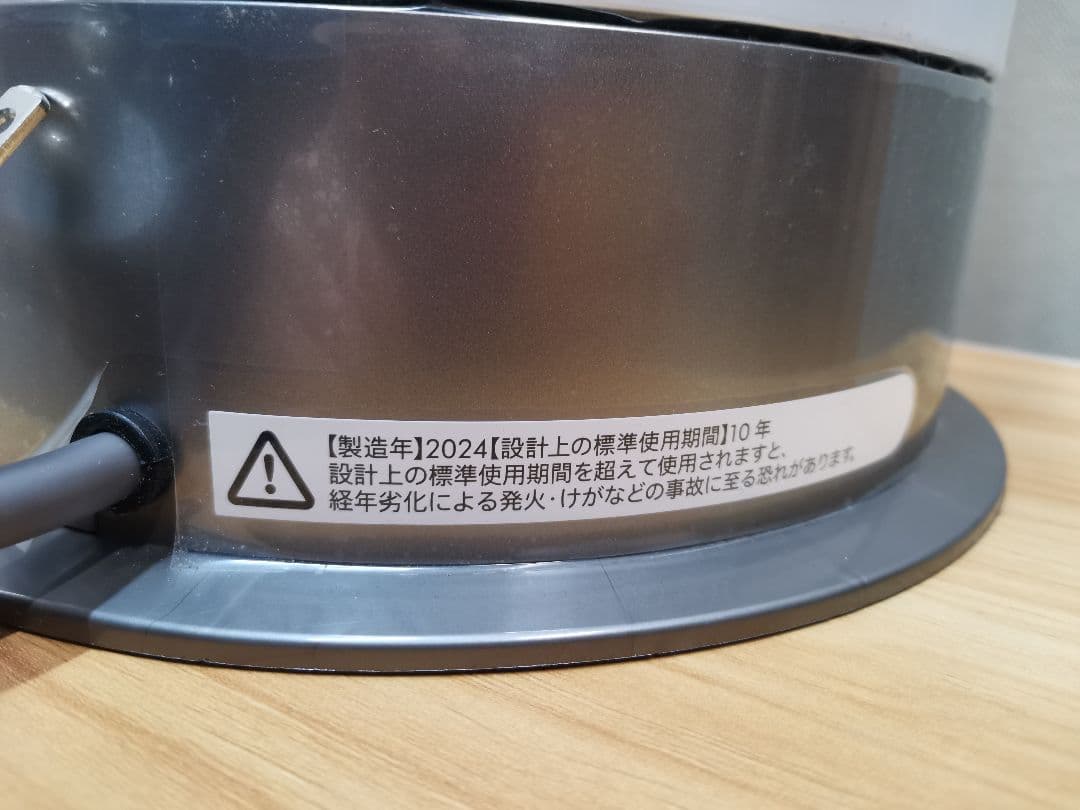 【製造年】2024【設計上の標準使用期間】10年
設計上の標準使用期間を超えて使用されますと、
経年劣化による発火・けがなどの事故に至る恐れがあります。